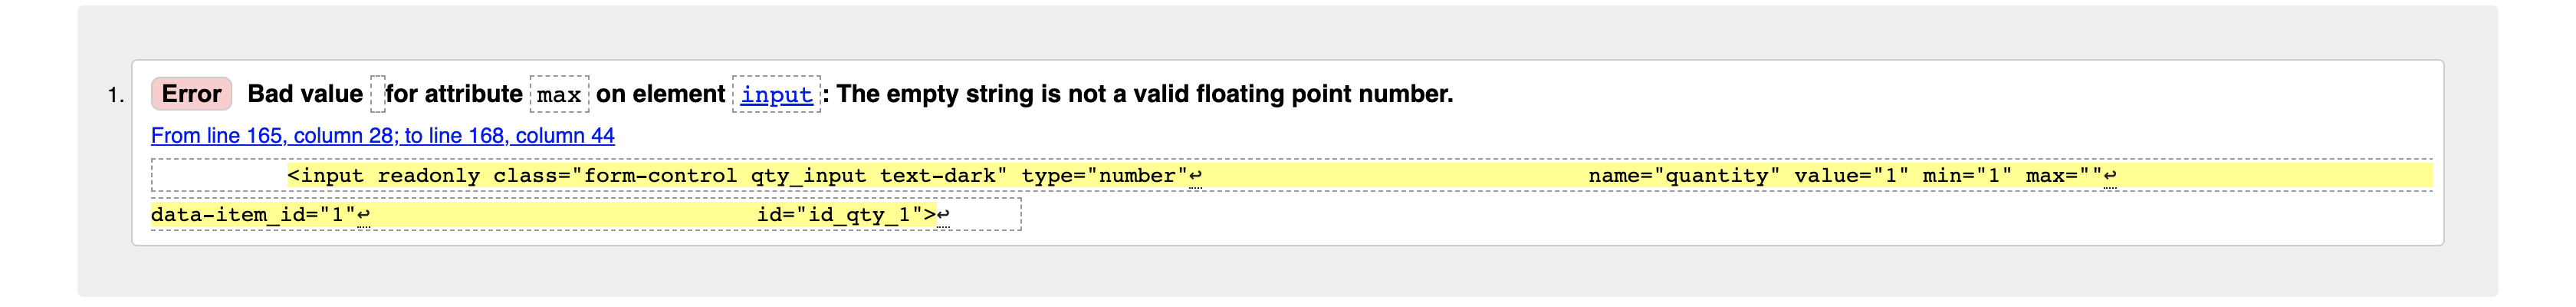 1. Error Bad value for attribute max on element input: The empty string is not a valid floating point number.
From line 165, column 28; to line 168, column 44
<input readonly class="form-control qty_input text-dark" type="number"↩ name="quantity" value="1" min="1" max=""↩
data-item_id="1"↩ id="id_qty_1">↩